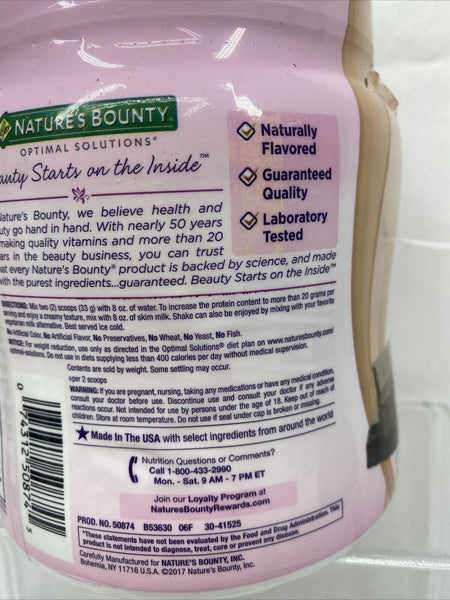 NATURE'S BOUNTY
OPTIMAL SOLUTIONS®
auty Starts on the Inside™
Naturally
Flavored
Guaranteed
Quality
Laboratory
Tested
Nature's Bounty, we believe health and
uty go hand in hand. With nearly 50 years
making quality vitamins and more than 20
ars in the beauty business, you can trust
at every Nature's Bounty® product is backed by science, and made
with the purest ingredients...guaranteed. Beauty Starts on the Inside™
DIRECTIONS: Mix two (2) scoops (33 g) with 8 oz. of water. To increase the protein content to more than 20 grams per
serving and enjoy a creamy texture, mix with 8 oz. of skim milk. Shake can also be enjoyed by mixing with your favorite
vegetarian milk alternative. Best served ice cold.
No Artificial Color, No Artificial Flavor, No Preservatives, No Wheat, No Yeast, No Fish.
NOTICE: For weight reduction, use only as directed in the Optimal Solutions® diet plan on www.naturesbounty.com/
optimal-solutions. Do not use in diets supplying less than 400 calories per day without medical supervision.
Contents are sold by weight. Some settling may occur.
s per 2 scoops
WARNING: If you are pregnant, nursing, taking any medications or have any medical condition,
consult your doctor before use. Discontinue use and consult your doctor if any adverse
reactions occur. Not intended for use by persons under the age of 18. Keep out of reach of
children. Store at room temperature. Do not use if seal under cap is broken or missing.
Made In The USA with select ingredients from around the world
Nutrition Questions or Comments?
Call 1-800-433-2990
Mon. - Sat. 9 AM - 7 PM ET
Join our Loyalty Program at
NaturesBountyRewards.com
PROD. NO. 50874 B53630 06F 30-41525
*These statements have not been evaluated by the Food and Drug Administration. This
product is not intended to diagnose, treat, cure or prevent any disease.
Carefully Manufactured for NATURE'S BOUNTY, INC.
Bohemia, NY 11716 U.S.A. ©2017 Nature's Bounty, Inc.
0 74312 50874 5